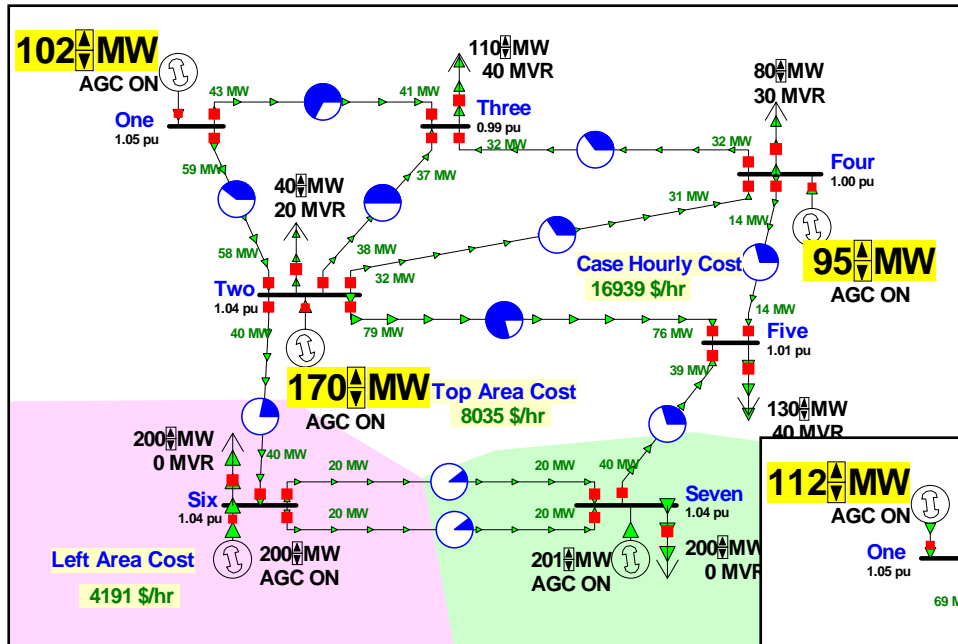 102 MW
AGC ON
One
1.05 pu
43 MW
41 MW
110 MW
40 MVR
Three
0.99 pu
80 MW
30 MVR
32 MW
32 MW
Four
1.00 pu
59 MW
37 MW
40 MW
20 MVR
31 MW
14 MW
95 MW
AGC ON
58 MW
38 MW
32 MW
Case Hourly Cost
16939 $/hr
Two
1.04 pu
40 MW
79 MW
76 MW
14 MW
Five
1.01 pu
39 MW
170 MW
AGC ON
Top Area Cost
8035 $/hr
130 MW
40 MVR
200 MW
0 MVR
40 MW
20 MW
20 MW
40 MW
Six
1.04 pu
20 MW
20 MW
Seven
1.04 pu
200 MW
AGC ON
201 MW
AGC ON
200 MW
0 MVR
Left Area Cost
4191 $/hr
112 MW
AGC ON
One
1.05 pu
69 M